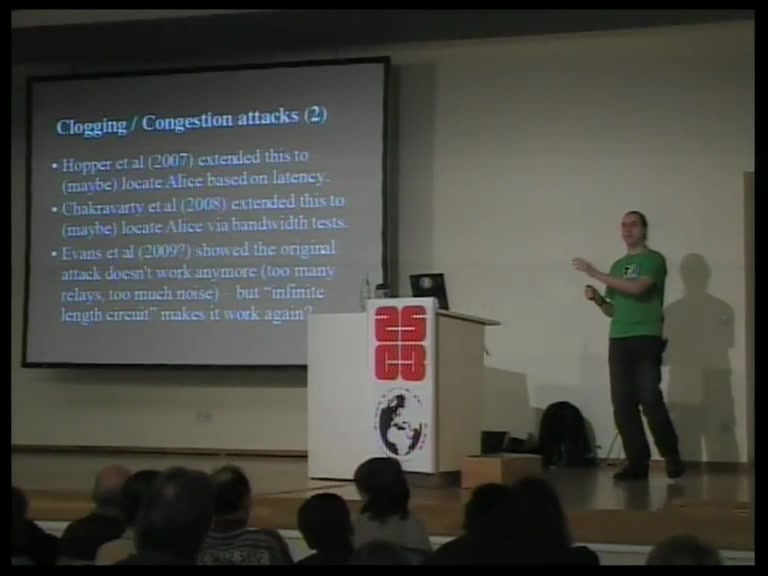 Clogging / Congestion attacks (2)
• Hopper et al (2007) extended this to
(maybe) locate Alice based on latency.
• Chakravarty et al (2008) extended this to
(maybe) locate Alice via bandwidth tests.
• Evans et al (2009?) showed the original
attack doesn't work anymore (too many
relays, too much noise) – but "infinite
length circuit" makes it work again?
25
C3